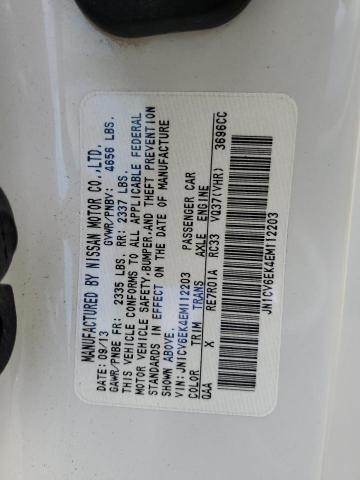 MANUFACTURED BY NISSAN MOTOR CO.,LTD.
DATE: 09/13 GVWR/PNBV: 4656 LBS.
GAWR/PNBE FR: 2335 LBS. RR: 2337 LBS.
THIS VEHICLE CONFORMS TO ALL APPLICABLE FEDERAL
MOTOR VEHICLE SAFETY,BUMPER,AND THEFT PREVENTION
STANDARDS IN EFFECT ON THE DATE OF MANUFACTURE
SHOWN ABOVE.
VIN: JN1CV6EK4EM112203 PASSENGER CAR
COLOR TRIM TRANS AXLE ENGINE
QAA X RE7R01A RC33 VQ37(VHR) 3696CC
JN1CV6EK4EM112203